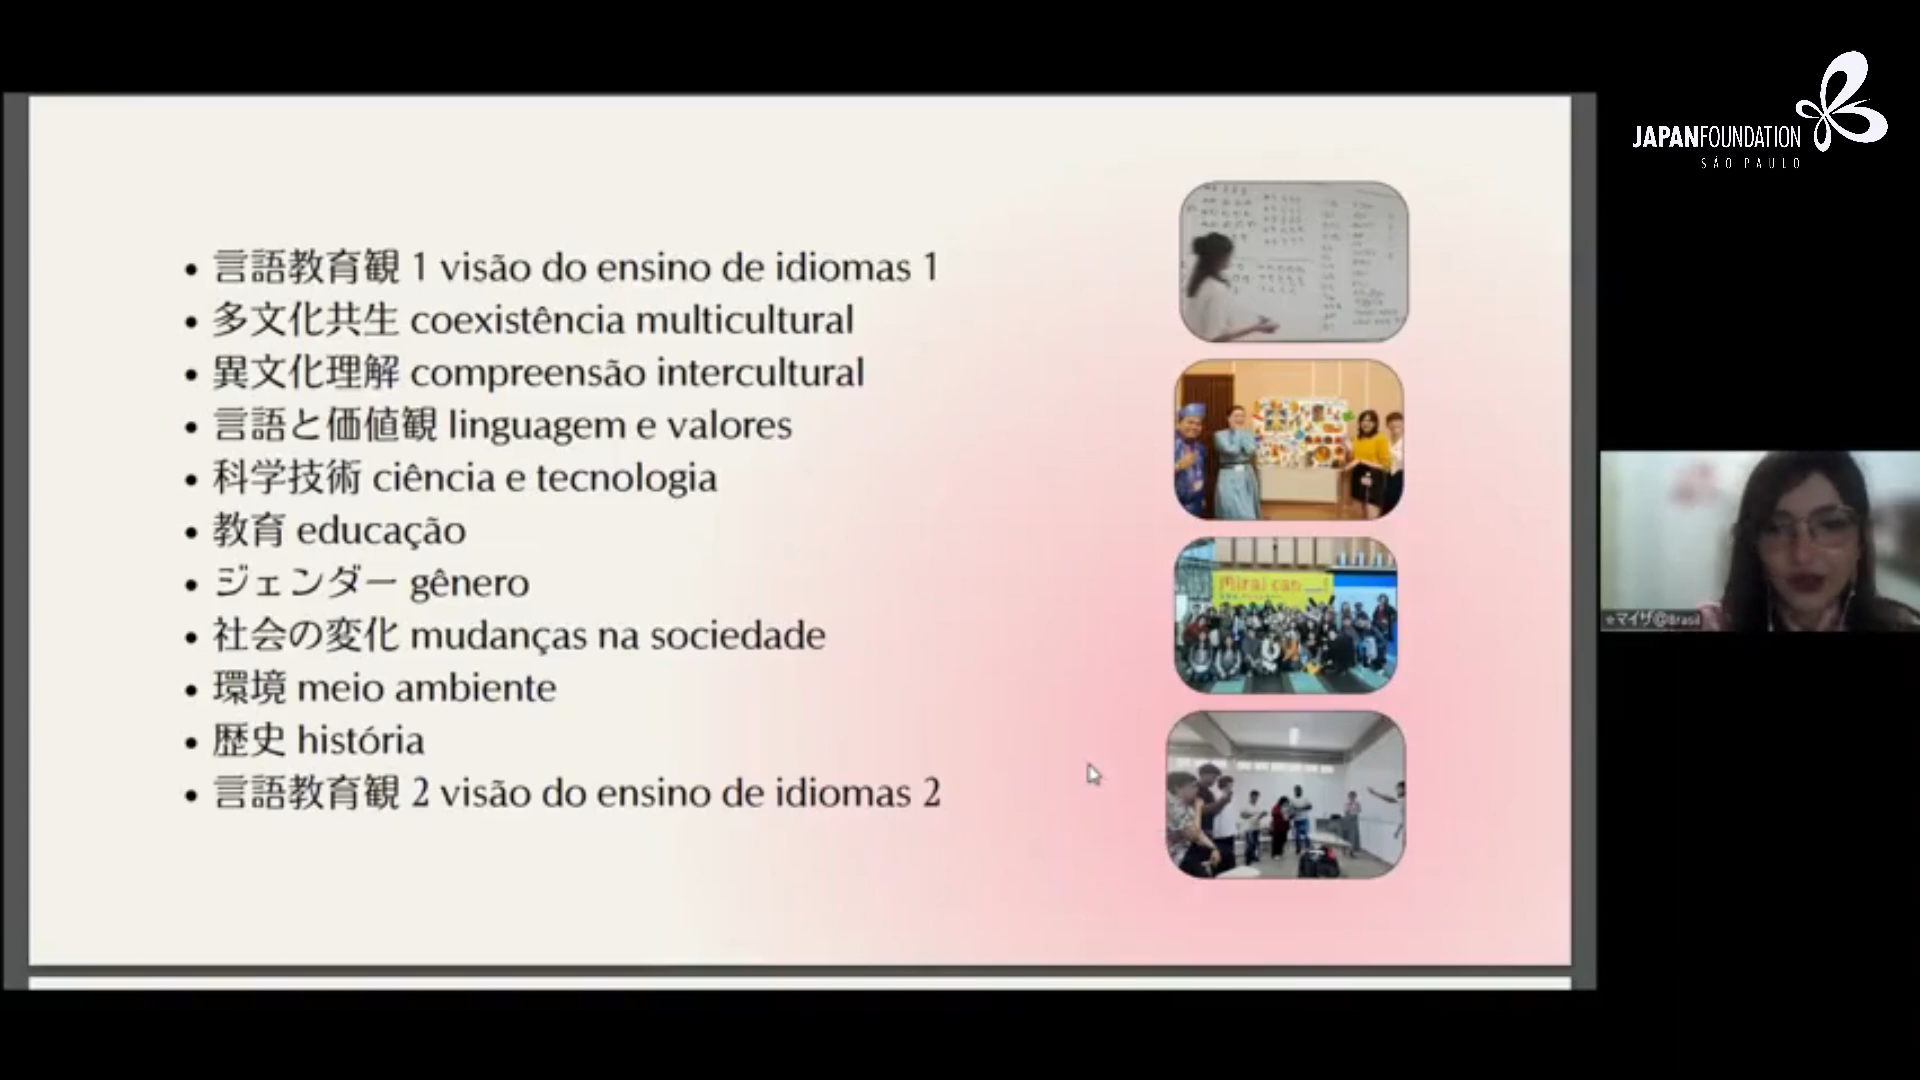 JAPANFOUNDATION
SÃO PAULO
• 言語教育観 1 visão do ensino de idiomas 1
• 多文化共生 coexistência multicultural
• 異文化理解 compreensão intercultural
• 言語と価値観 linguagem e valores
• 科学技術 ciência e tecnologia
• 教育 educação
• ジェンダー gênero
• 社会の変化 mudanças na sociedade
• 環境 meio ambiente
• 歴史 história
• 言語教育観 2 visão do ensino de idiomas 2
Mirai can
マイザ@Brasil